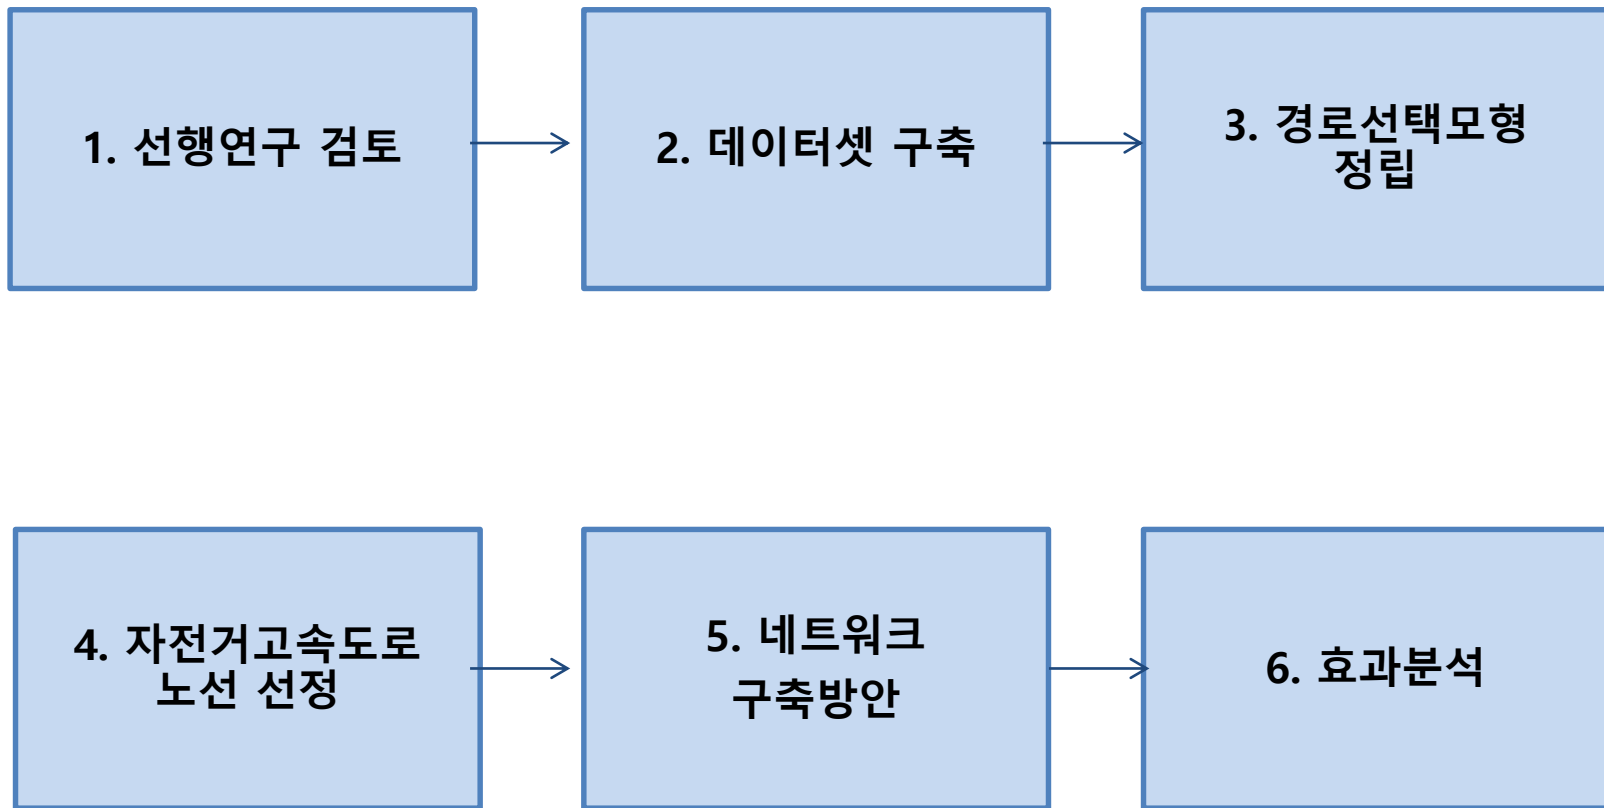 1. 선행연구 검토
2. 데이터셋 구축
3. 경로선택모형
정립
4. 자전거고속도로
노선 선정
5. 네트워크
구축방안
6. 효과분석